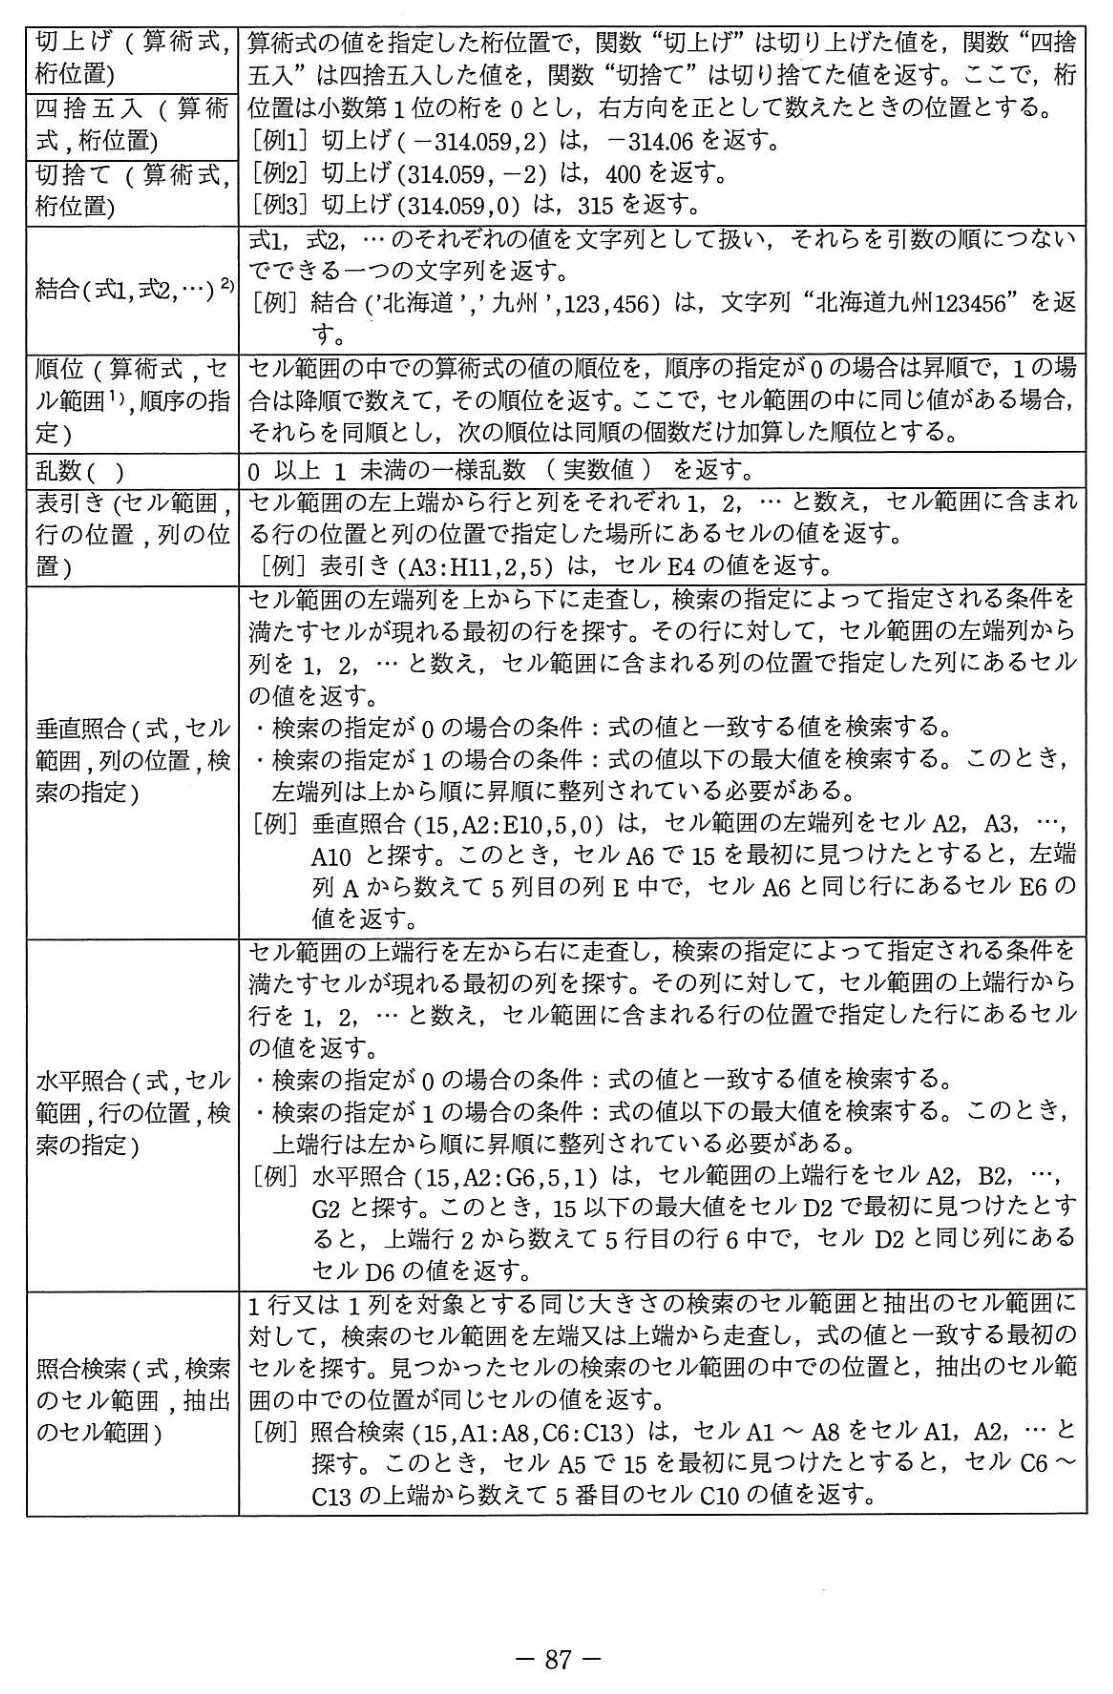 切上げ（算術式,
桁位置)
四捨五入（算術
式,桁位置)
切捨て（算術式,
桁位置)
算術式の値を指定した桁位置で，関数“切上げ”は切り上げた値を，関数“四捨
五入”は四捨五入した値を，関数“切捨て”は切り捨てた値を返す。ここで，桁
位置は小数第1位の桁を0とし，右方向を正として数えたときの位置とする。
［例1］切上げ(－314.059,2) は，－314.06 を返す。
［例2］切上げ(314.059,－2) は，400 を返す。
［例3］切上げ(314.059,0) は，315 を返す。
結合(式1,式2,…) 2)
式1，式2，… のそれぞれの値を文字列として扱い，それらを引数の順につない
でできる一つの文字列を返す。
［例］結合('北海道','九州',123,456) は，文字列“北海道九州123456”を返
す。
順位（算術式,セ
ル範囲1),順序の指
定)
セル範囲の中での算術式の値の順位を，順序の指定が0の場合は昇順で，1の場
合は降順で数えて，その順位を返す。ここで，セル範囲の中に同じ値がある場合，
それらを同順とし，次の順位は同順の個数だけ加算した順位とする。
乱数( )
0 以上 1 未満の一様乱数（実数値）を返す。
表引き(セル範囲,
行の位置,列の位
置)
セル範囲の左上端から行と列をそれぞれ1，2，… と数え，セル範囲に含まれ
る行の位置と列の位置で指定した場所にあるセルの値を返す。
［例］表引き(A3:H11,2,5) は，セルE4の値を返す。
垂直照合(式,セル
範囲,列の位置,検
索の指定)
セル範囲の左端列を上から下に走査し，検索の指定によって指定される条件を
満たすセルが現れる最初の行を探す。その行に対して，セル範囲の左端列から
列を1，2，… と数え，セル範囲に含まれる列の位置で指定した列にあるセル
の値を返す。
・検索の指定が0の場合の条件：式の値と一致する値を検索する。
・検索の指定が1の場合の条件：式の値以下の最大値を検索する。このとき，
左端列は上から順に昇順に整列されている必要がある。
［例］垂直照合(15,A2:E10,5,0) は，セル範囲の左端列をセルA2，A3，…，
A10 と探す。このとき，セルA6で15を最初に見つけたとすると，左端
列Aから数えて5列目の列E中で，セルA6と同じ行にあるセルE6の
値を返す。
水平照合(式,セル
範囲,行の位置,検
索の指定)
セル範囲の上端行を左から右に走査し，検索の指定によって指定される条件を
満たすセルが現れる最初の列を探す。その列に対して，セル範囲の上端行から
行を1，2，… と数え，セル範囲に含まれる行の位置で指定した行にあるセル
の値を返す。
・検索の指定が0の場合の条件：式の値と一致する値を検索する。
・検索の指定が1の場合の条件：式の値以下の最大値を検索する。このとき，
上端行は左から順に昇順に整列されている必要がある。
［例］水平照合(15,A2:G6,5,1) は，セル範囲の上端行をセルA2，B2，…，
G2と探す。このとき，15以下の最大値をセルD2で最初に見つけたとす
ると，上端行2から数えて5行目の行6中で，セル D2と同じ列にある
セルD6の値を返す。
照合検索(式,検索
のセル範囲,抽出
のセル範囲)
1行又は1列を対象とする同じ大きさの検索のセル範囲と抽出のセル範囲に
対して，検索のセル範囲を左端又は上端から走査し，式の値と一致する最初の
セルを探す。見つかったセルの検索のセル範囲の中での位置と，抽出のセル範
囲の中での位置が同じセルの値を返す。
［例］照合検索(15,A1:A8,C6:C13) は，セルA1～A8をセルA1，A2，… と
探す。このとき，セルA5で15を最初に見つけたとすると，セルC6～
C13の上端から数えて5番目のセルC10の値を返す。
－ 87 －